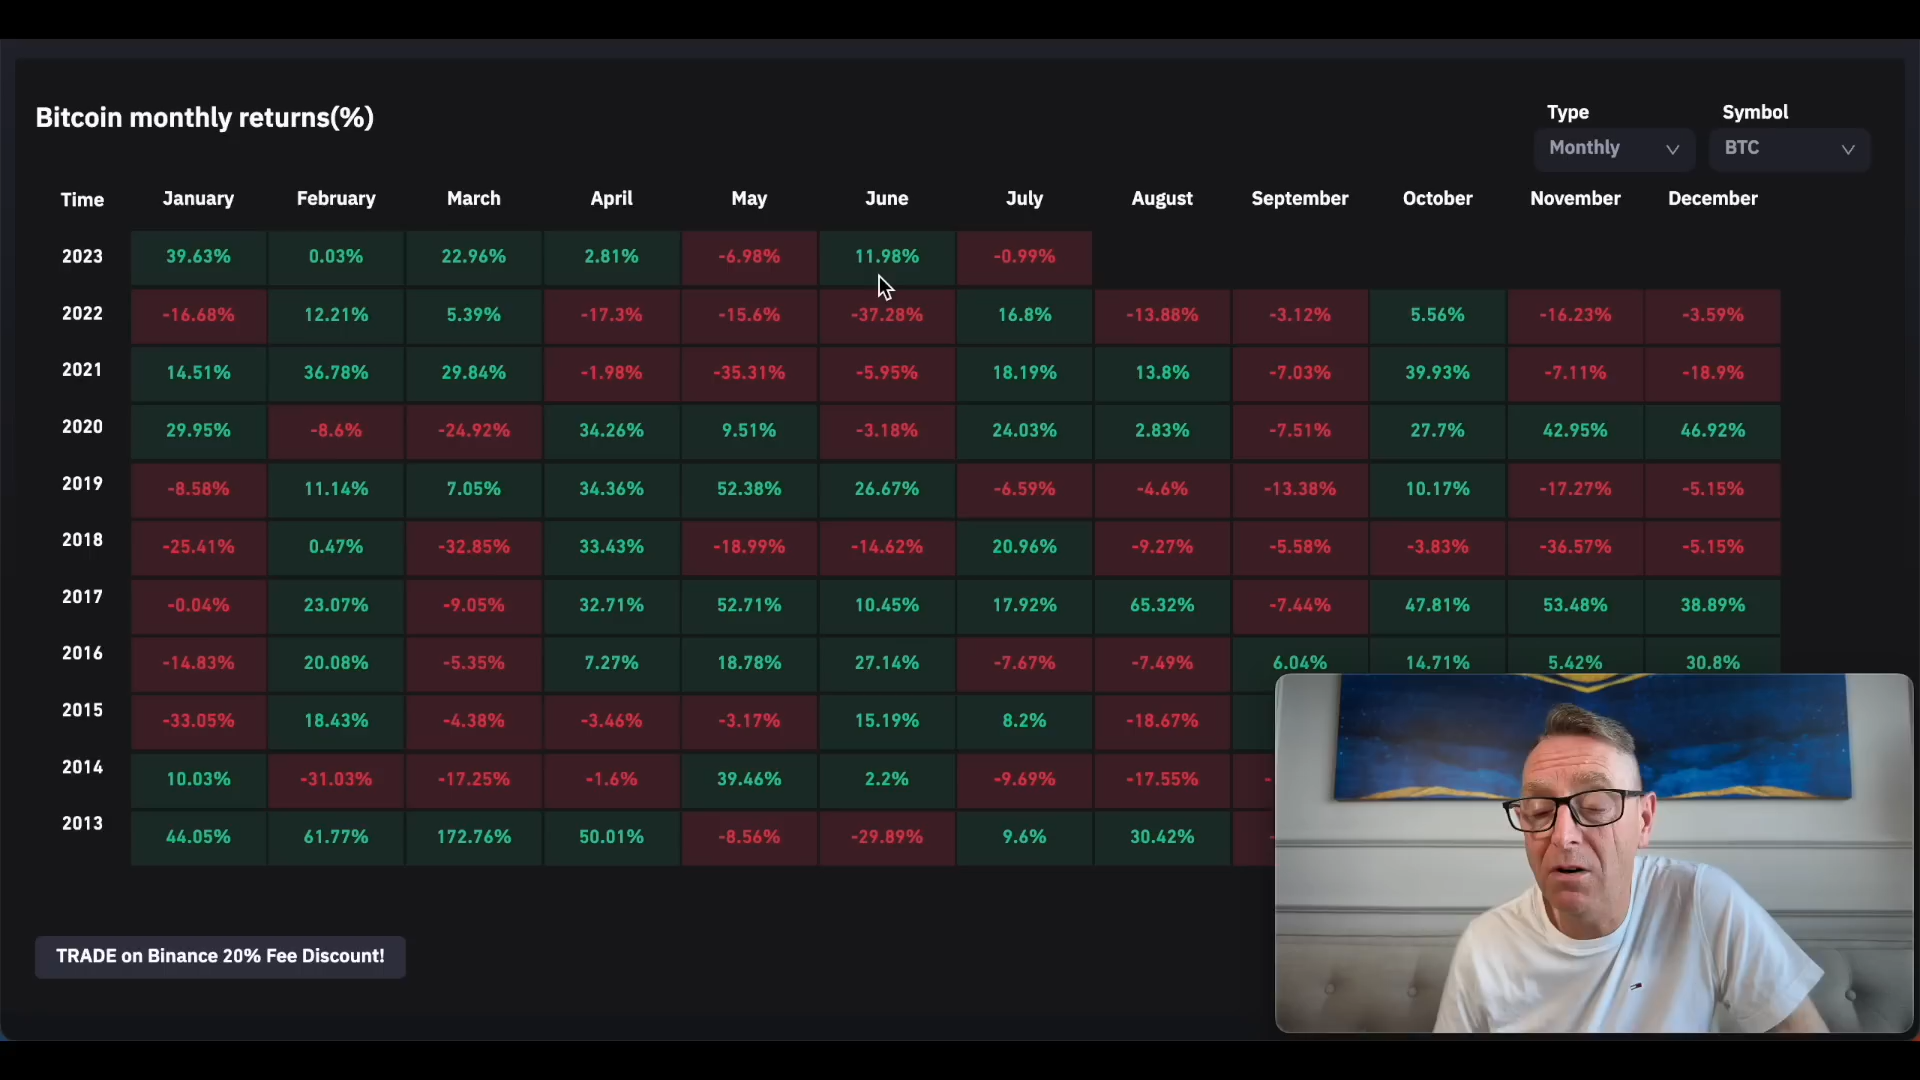 Bitcoin monthly returns(%)
Type Symbol
Monthly BTC
Time January February March April May June July August September October November December
2023 39.63% 0.03% 22.96% 2.81% -6.98% 11.98% -0.99%
2022 -16.68% 12.21% 5.39% -17.3% -15.6% -37.28% 16.8% -13.88% -3.12% 5.56% -16.23% -3.59%
2021 14.51% 36.78% 29.84% -1.98% -35.31% -5.95% 18.19% 13.8% -7.03% 39.93% -7.11% -18.9%
2020 29.95% -8.6% -24.92% 34.26% 9.51% -3.18% 24.03% 2.83% -7.51% 27.7% 42.95% 46.92%
2019 -8.58% 11.14% 7.05% 34.36% 52.38% 26.67% -6.59% -4.6% -13.38% 10.17% -17.27% -5.15%
2018 -25.41% 0.47% -32.85% 33.43% -18.99% -14.62% 20.96% -9.27% -5.58% -3.83% -36.57% -5.15%
2017 -0.04% 23.07% -9.05% 32.71% 52.71% 10.45% 17.92% 65.32% -7.44% 47.81% 53.48% 38.89%
2016 -14.83% 20.08% -5.35% 7.27% 18.78% 27.14% -7.67% -7.49% 6.04% 14.71% 5.42% 30.8%
2015 -33.05% 18.43% -4.38% -3.46% -3.17% 15.19% 8.2% -18.67%
2014 10.03% -31.03% -17.25% -1.6% 39.46% 2.2% -9.69% -17.55%
2013 44.05% 61.77% 172.76% 50.01% -8.56% -29.89% 9.6% 30.42%
TRADE on Binance 20% Fee Discount!